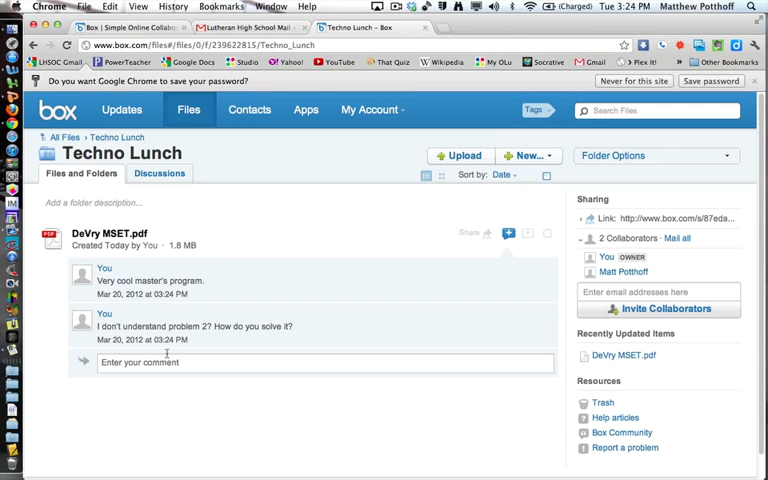 Chrome File Edit View History Bookmarks Window Help (Charged) Tue 3:24 PM Matthew Potthoff
Box | Simple Online Collabo
Lutheran High School Mail -
Techno Lunch - Box
www.box.com/files#/files/0/f/239622815/Techno_Lunch
LHSOC Gmail PowerTeacher Google Docs Studio Yahoo! YouTube That Quiz Wikipedia My OLu Socrative Gmail Plex It! Other Bookmarks
Do you want Google Chrome to save your password? Never for this site Save password
box Updates Files Contacts Apps My Account Tags Search Files
All Files › Techno Lunch
Techno Lunch
Upload New... Folder Options
Files and Folders Discussions
Sort by: Date
Add a folder description...
DeVry MSET.pdf
PDF
Created Today by You · 1.8 MB
Share
You
Very cool master's program.
Mar 20, 2012 at 03:24 PM
You
I don't understand problem 2? How do you solve it?
Mar 20, 2012 at 03:24 PM
Enter your comment
Sharing
Link: http://www.box.com/s/87eda...
2 Collaborators · Mail all
You OWNER
Matt Potthoff
Enter email addresses here
Invite Collaborators
Recently Updated Items
DeVry MSET.pdf
Resources
Trash
Help articles
Box Community
Report a problem